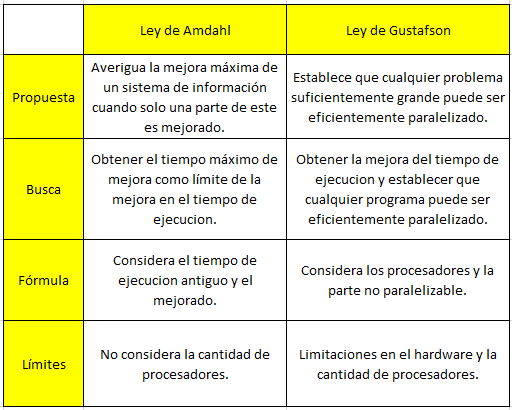 Ley de Amdahl
Ley de Gustafson
Propuesta
Averigua la mejora máxima de
un sistema de información
cuando solo una parte de este
es mejorado.
Establece que cualquier problema
suficientemente grande puede ser
eficientemente paralelizado.
Busca
Obtener el tiempo máximo de
mejora como límite de la
mejora en el tiempo de
ejecucion.
Obtener la mejora del tiempo de
ejecucion y establecer que
cualquier programa puede ser
eficientemente paralelizado.
Fórmula
Considera el tiempo de
ejecucion antiguo y el
mejorado.
Considera los procesadores y la
parte no paralelizable.
Límites
No considera la cantidad de
procesadores.
Limitaciones en el hardware y la
cantidad de procesadores.